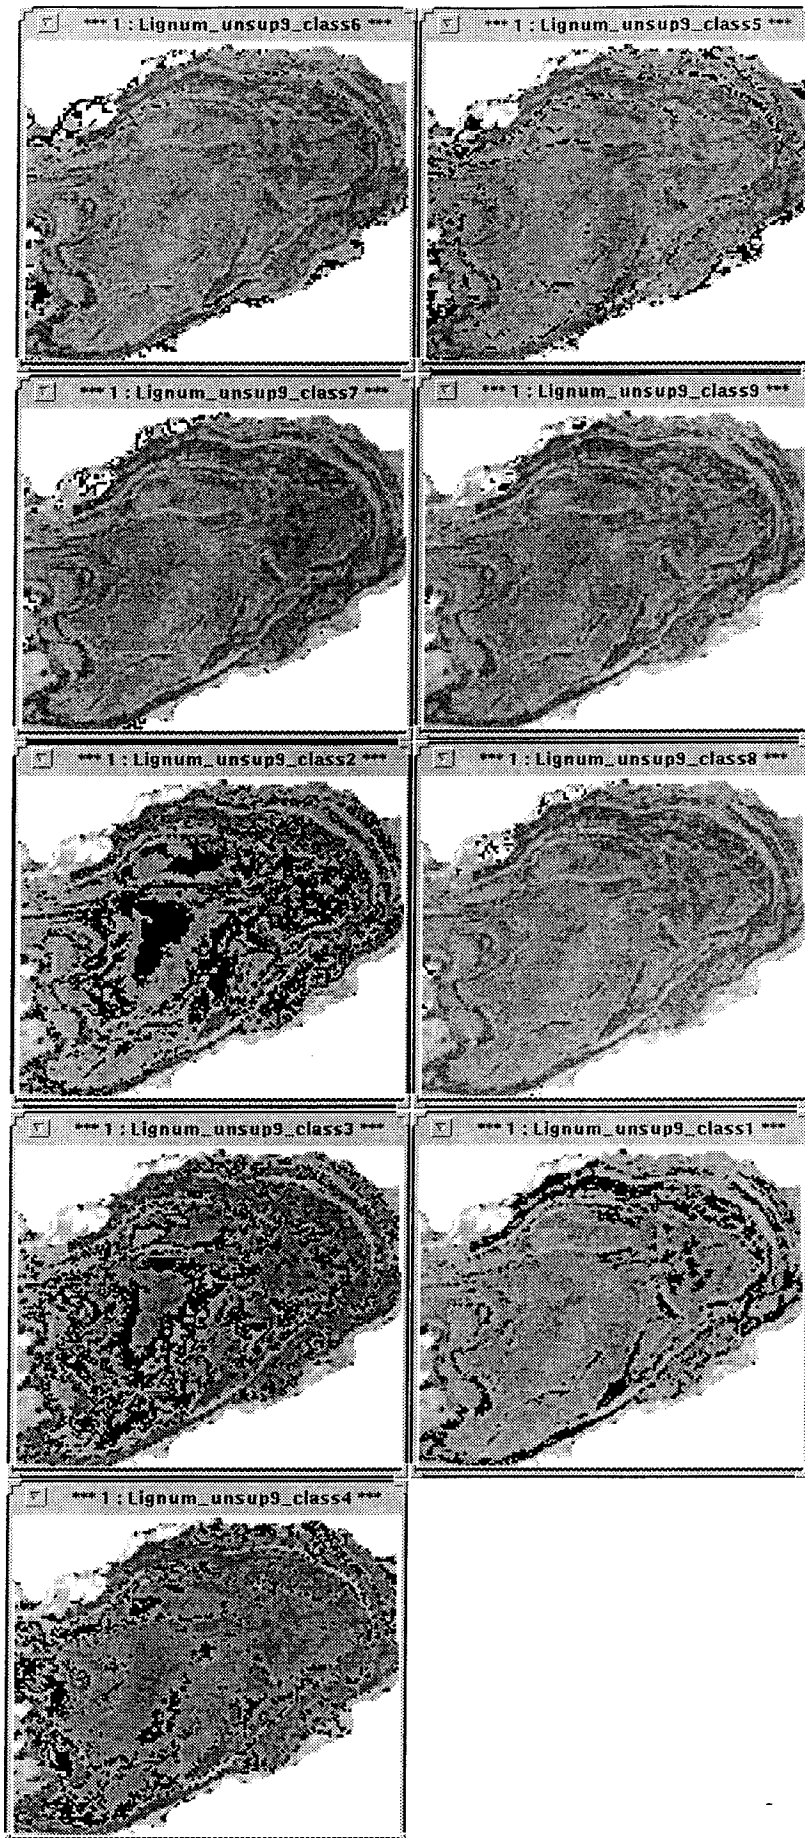 *** 1 : Lignum_unsup9_class6 ***
*** 1 : Lignum_unsup9_class5 ***
*** 1 : Lignum_unsup9_class7 ***
*** 1 : Lignum_unsup9_class9 ***
*** 1 : Lignum_unsup9_class2 ***
*** 1 : Lignum_unsup9_class8 ***
*** 1 : Lignum_unsup9_class3 ***
*** 1 : Lignum_unsup9_class1 ***
*** 1 : Lignum_unsup9_class4 ***